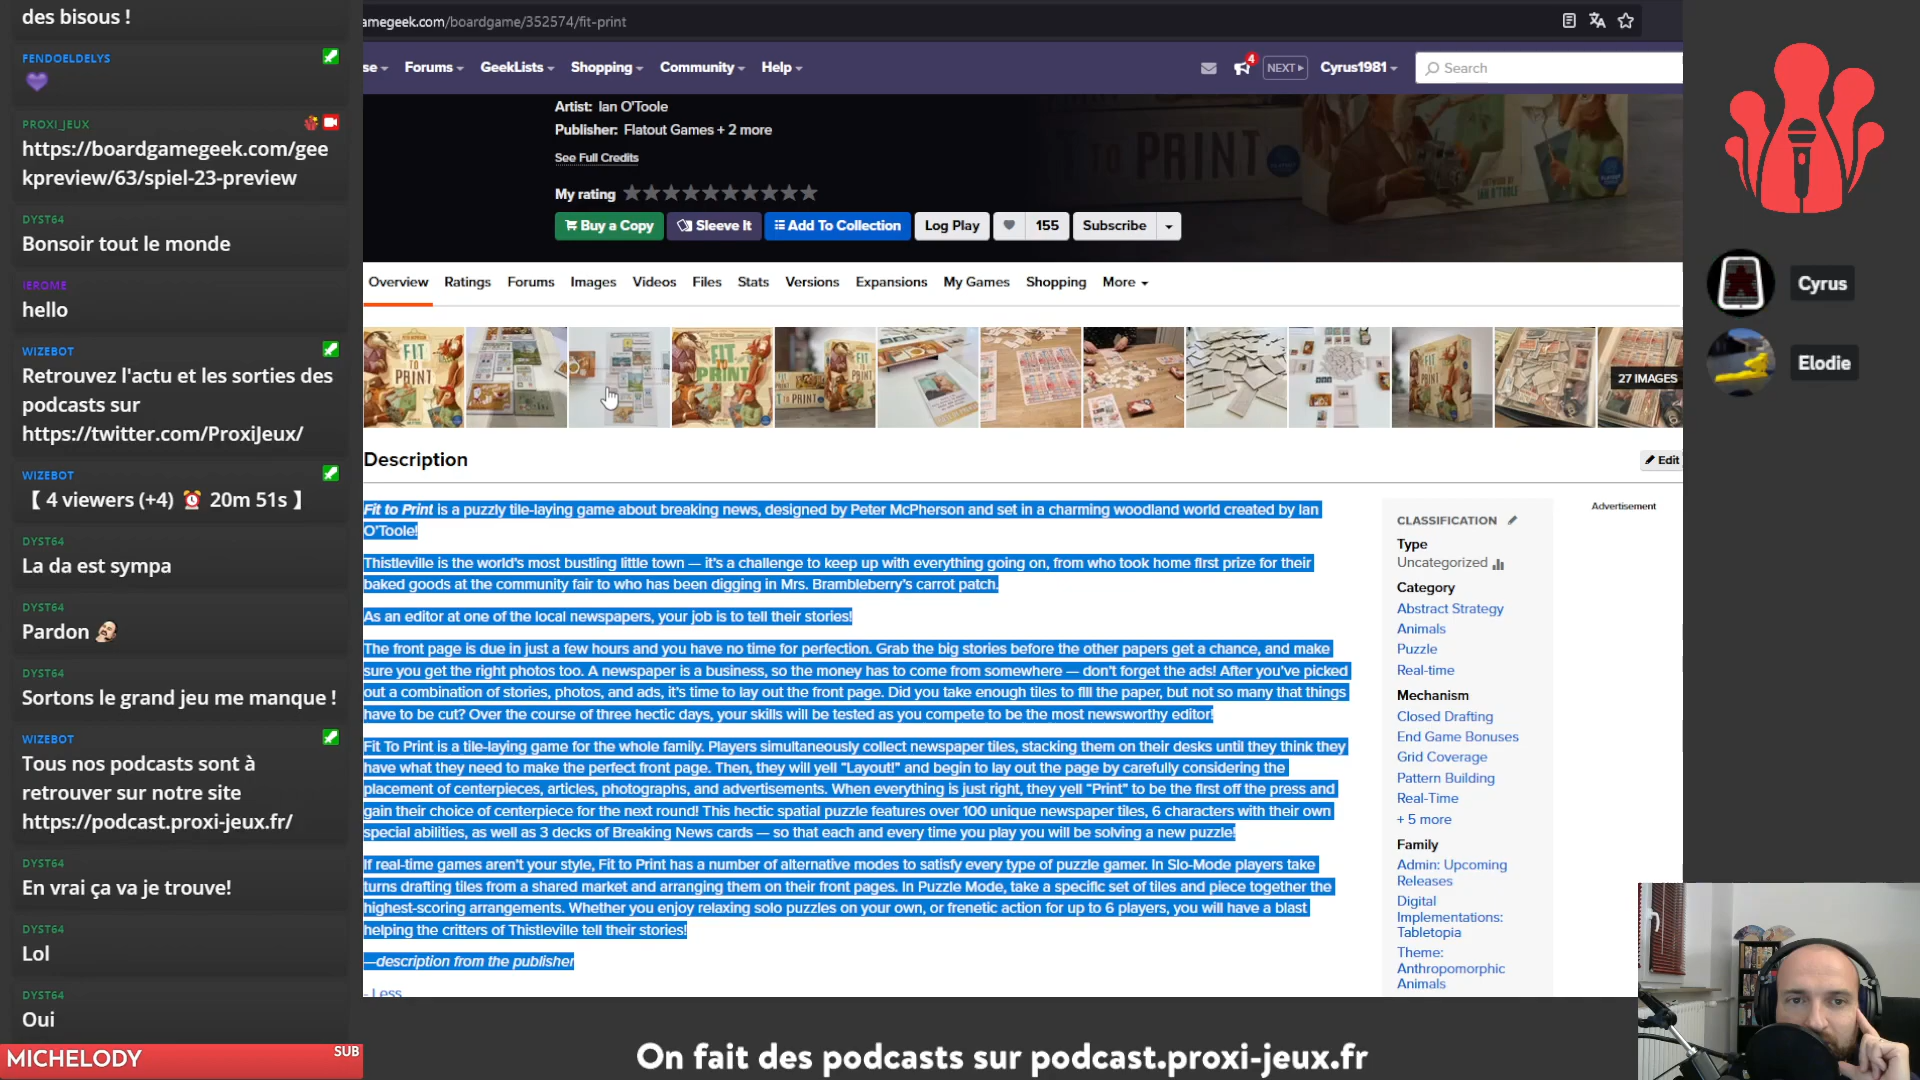 des bisous !
FENDOELDELYS
PROXI_JEUX
https://boardgamegeek.com/gee
kpreview/63/spiel-23-preview
DYST64
Bonsoir tout le monde
IEROME
hello
WIZEBOT
Retrouvez l'actu et les sorties des
podcasts sur
https://twitter.com/ProxiJeux/
WIZEBOT
【 4 viewers (+4) ⏰ 20m 51s 】
DYST64
La da est sympa
DYST64
Pardon
DYST64
Sortons le grand jeu me manque !
WIZEBOT
Tous nos podcasts sont à
retrouver sur notre site
https://podcast.proxi-jeux.fr/
DYST64
En vrai ça va je trouve!
DYST64
Lol
DYST64
Oui
MICHELODY SUB
amegeek.com/boardgame/352574/fit-print
se Forums GeekLists Shopping Community Help 4 NEXT Cyrus1981 Search
Artist: Ian O'Toole
Publisher: Flatout Games + 2 more
See Full Credits
My rating
Buy a Copy Sleeve It Add To Collection Log Play 155 Subscribe
Overview Ratings Forums Images Videos Files Stats Versions Expansions My Games Shopping More
FIT TO PRINT
27 IMAGES
Description
Edit
Fit to Print is a puzzly tile-laying game about breaking news, designed by Peter McPherson and set in a charming woodland world created by Ian
O'Toole!
Thistleville is the world's most bustling little town — it's a challenge to keep up with everything going on, from who took home first prize for their
baked goods at the community fair to who has been digging in Mrs. Brambleberry's carrot patch.
As an editor at one of the local newspapers, your job is to tell their stories!
The front page is due in just a few hours and you have no time for perfection. Grab the big stories before the other papers get a chance, and make
sure you get the right photos too. A newspaper is a business, so the money has to come from somewhere — don't forget the ads! After you've picked
out a combination of stories, photos, and ads, it's time to lay out the front page. Did you take enough tiles to fill the paper, but not so many that things
have to be cut? Over the course of three hectic days, your skills will be tested as you compete to be the most newsworthy editor!
Fit To Print is a tile-laying game for the whole family. Players simultaneously collect newspaper tiles, stacking them on their desks until they think they
have what they need to make the perfect front page. Then, they will yell "Layout!" and begin to lay out the page by carefully considering the
placement of centerpieces, articles, photographs, and advertisements. When everything is just right, they yell "Print" to be the first off the press and
gain their choice of centerpiece for the next round! This hectic spatial puzzle features over 100 unique newspaper tiles, 6 characters with their own
special abilities, as well as 3 decks of Breaking News cards — so that each and every time you play you will be solving a new puzzle!
If real-time games aren't your style, Fit to Print has a number of alternative modes to satisfy every type of puzzle gamer. In Slo-Mode players take
turns drafting tiles from a shared market and arranging them on their front pages. In Puzzle Mode, take a specific set of tiles and piece together the
highest-scoring arrangements. Whether you enjoy relaxing solo puzzles on your own, or frenetic action for up to 6 players, you will have a blast
helping the critters of Thistleville tell their stories!
—description from the publisher
- Less
CLASSIFICATION
Type
Uncategorized
Category
Abstract Strategy
Animals
Puzzle
Real-time
Mechanism
Closed Drafting
End Game Bonuses
Grid Coverage
Pattern Building
Real-Time
+ 5 more
Family
Admin: Upcoming
Releases
Digital
Implementations:
Tabletopia
Theme:
Anthropomorphic
Animals
Advertisement
Cyrus
Elodie
On fait des podcasts sur podcast.proxi-jeux.fr